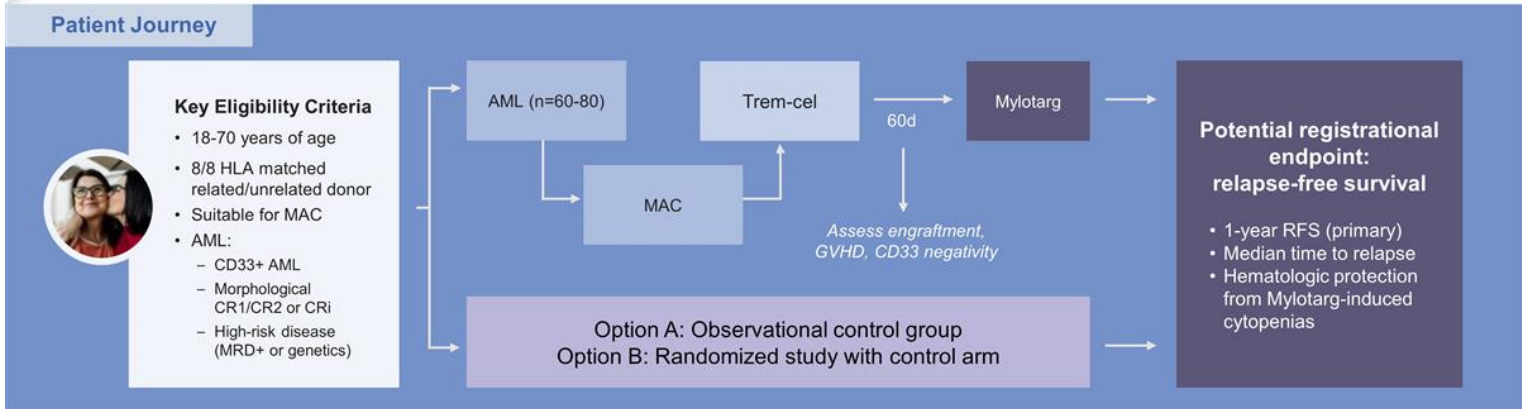 Patient Journey
Key Eligibility Criteria
• 18-70 years of age
• 8/8 HLA matched
related/unrelated donor
• Suitable for MAC
• AML:
– CD33+ AML
– Morphological
CR1/CR2 or CRi
– High-risk disease
(MRD+ or genetics)
AML (n=60-80)
MAC
Trem-cel
60d
Assess engraftment,
GVHD, CD33 negativity
Mylotarg
Option A: Observational control group
Option B: Randomized study with control arm
Potential registrational
endpoint:
relapse-free survival
• 1-year RFS (primary)
• Median time to relapse
• Hematologic protection
from Mylotarg-induced
cytopenias